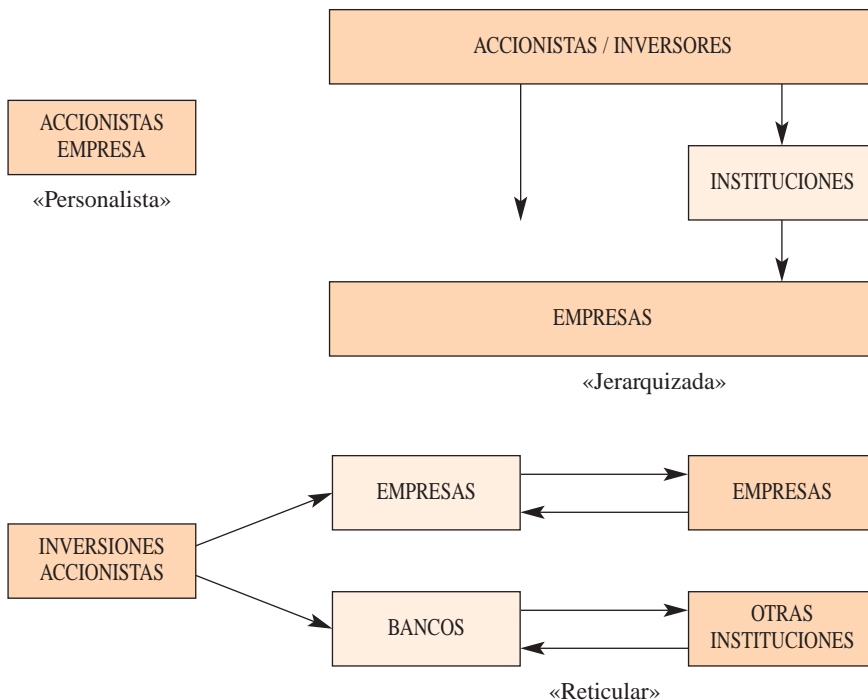 ACCIONISTAS / INVERSORES
ACCIONISTAS
EMPRESA
«Personalista»
INSTITUCIONES
EMPRESAS
«Jerarquizada»
EMPRESAS
EMPRESAS
INVERSIONES
ACCIONISTAS
BANCOS
OTRAS
INSTITUCIONES
«Reticular»